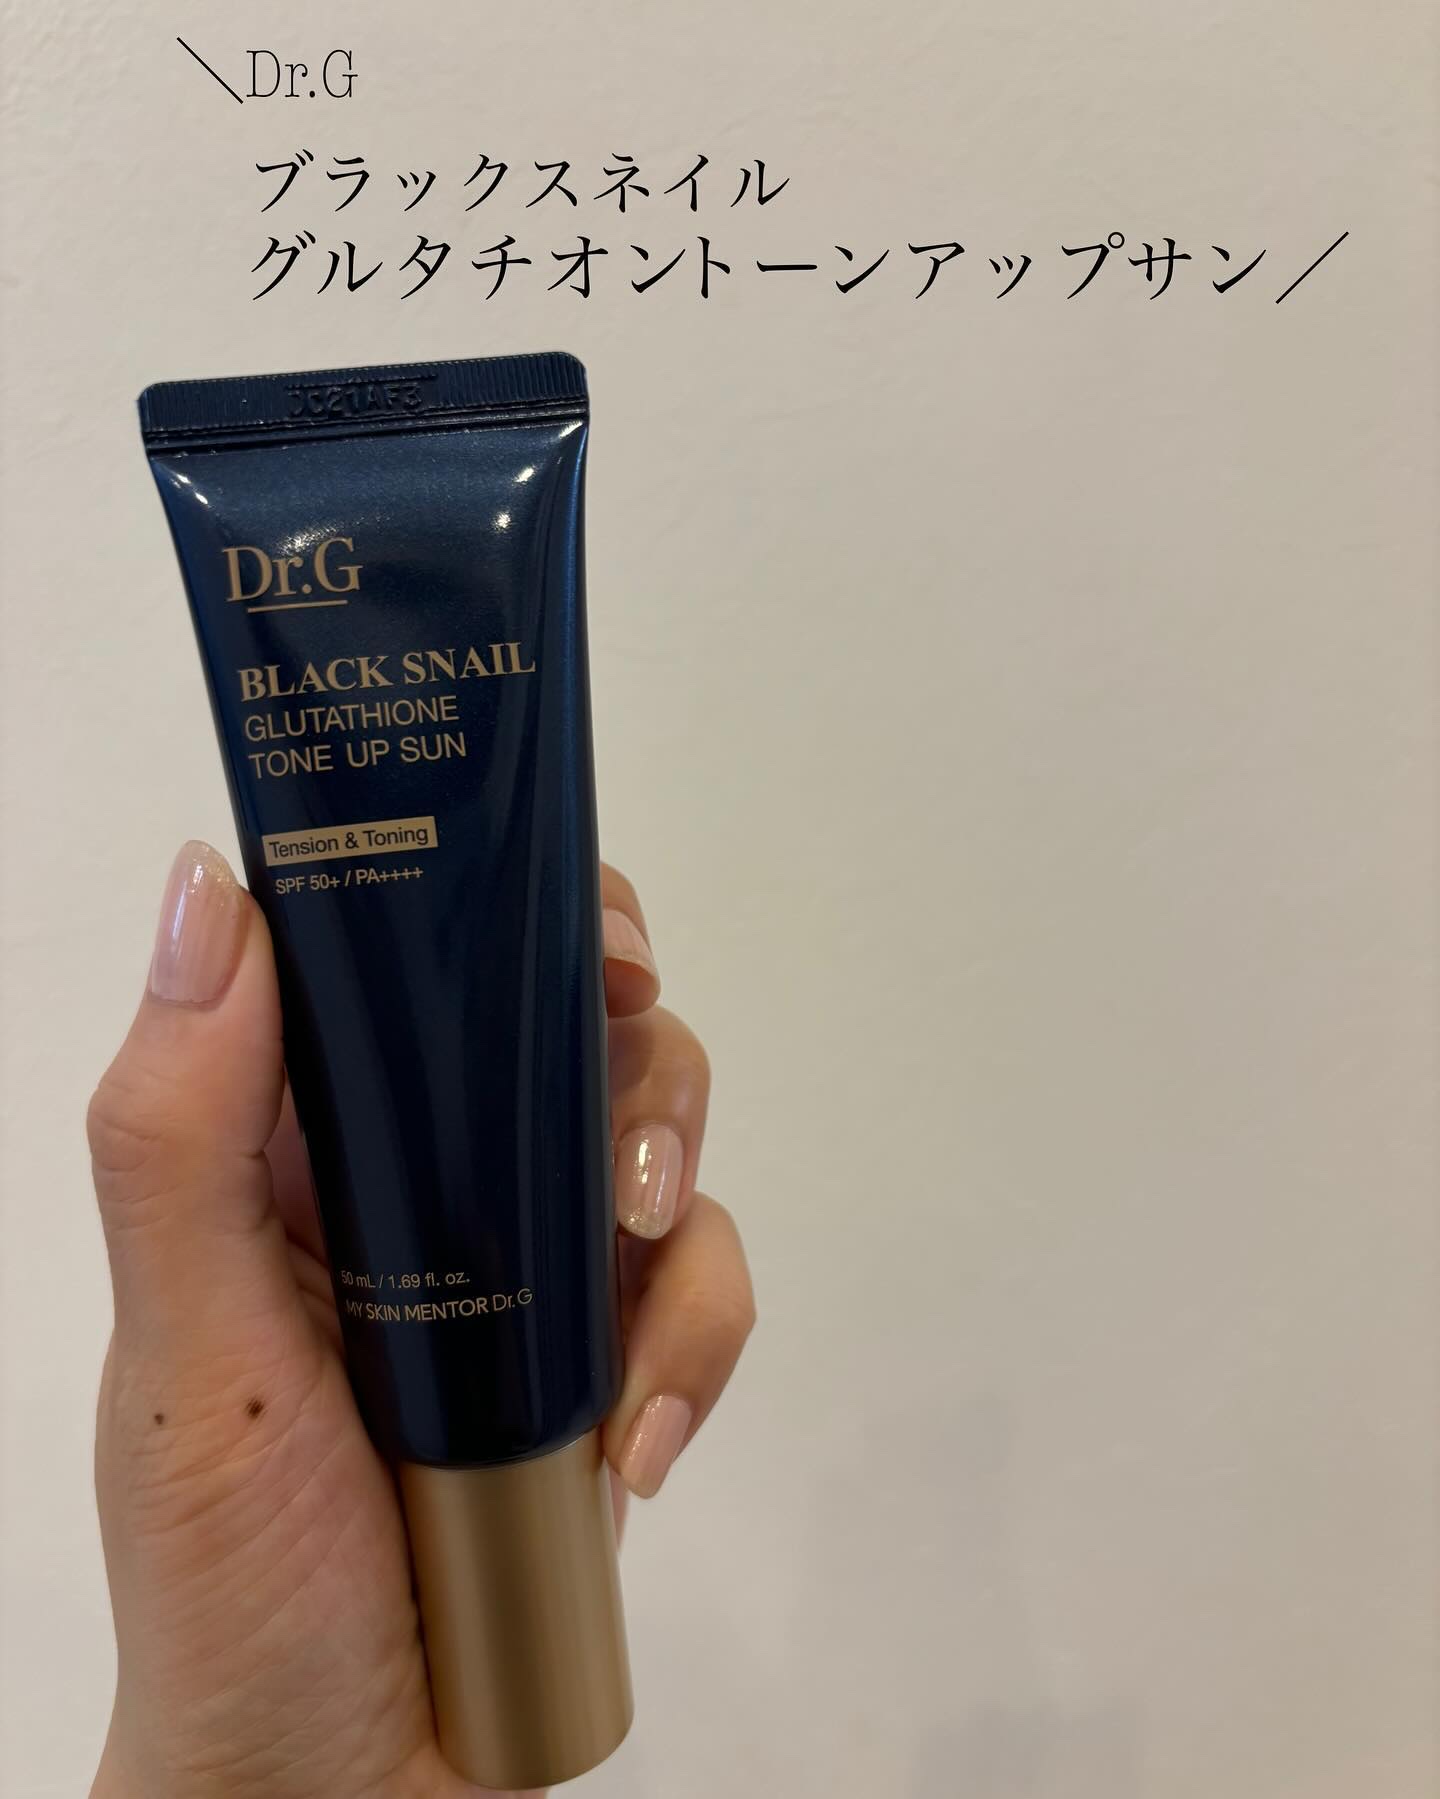 \Dr.G
ブラックスネイル
グルタチオントーンアップサン/
Dr.G
BLACK SNAIL
GLUTATHIONE
TONE UP SUN
Tension & Toning
SPF 50+ / PA++++
50 mL / 1.69 fl. oz.
MY SKIN MENTOR Dr.G